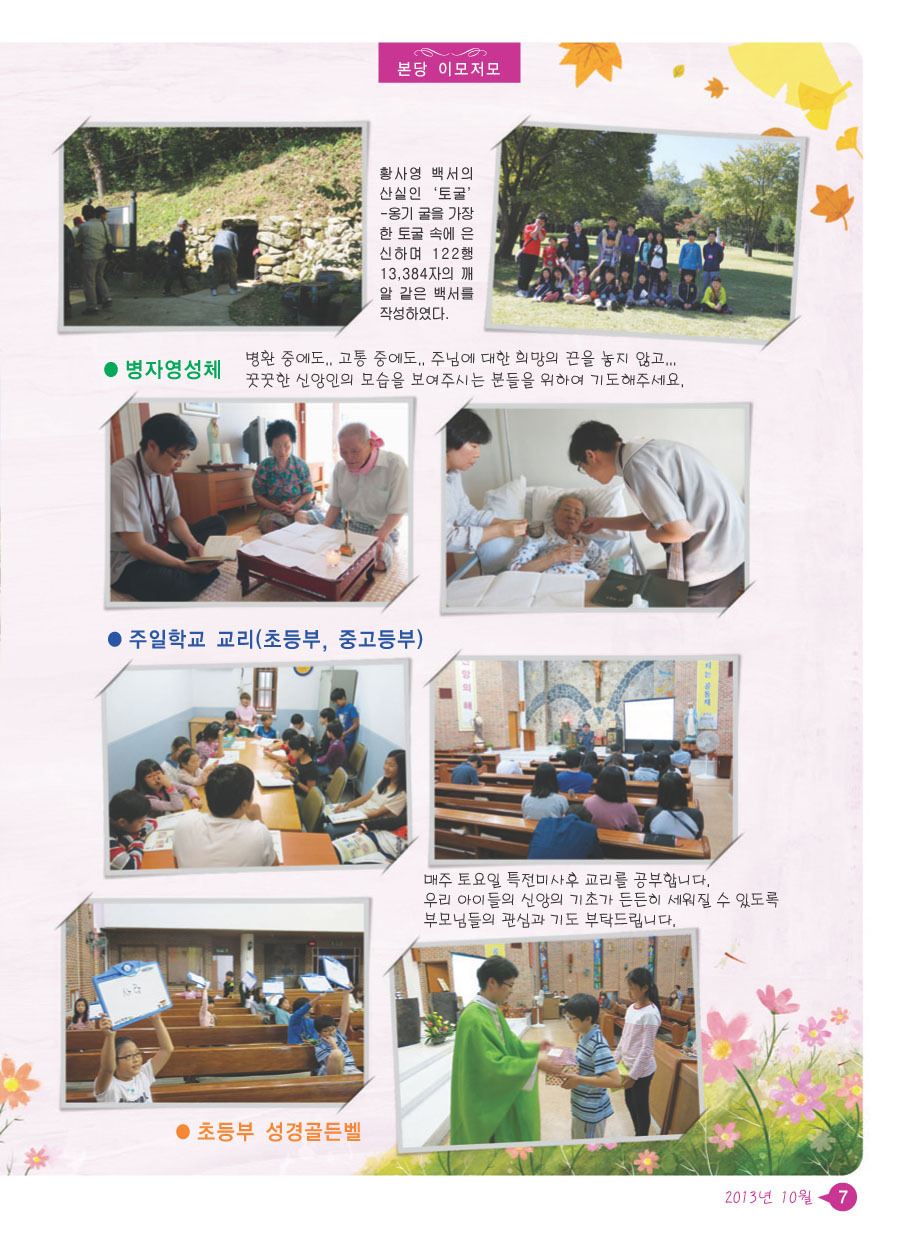 본당 이모저모
황사영 백서의
산실인 ‘토굴’
-옹기 굴을 가장
한 토굴 속에 은
신하며 122행
13,384자의 깨
알 같은 백서를
작성하였다.
● 병자영성체
병환 중에도.. 고통 중에도.. 주님에 대한 희망의 끈을 놓지 않고...
꿋꿋한 신앙인의 모습을 보여주시는 분들을 위하여 기도해주세요.
● 주일학교 교리(초등부, 중고등부)
매주 토요일 특전미사후 교리를 공부합니다.
우리 아이들의 신앙의 기초가 든든히 세워질 수 있도록
부모님들의 관심과 기도 부탁드립니다.
● 초등부 성경골든벨
2013년 10월
7